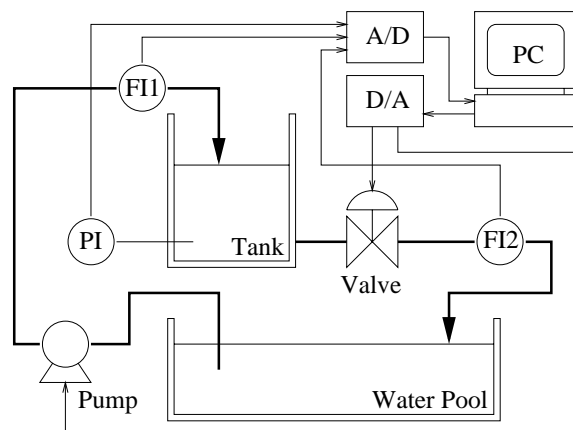 A/D
PC
FI1
D/A
PI
Tank
FI2
Valve
Pump
Water Pool